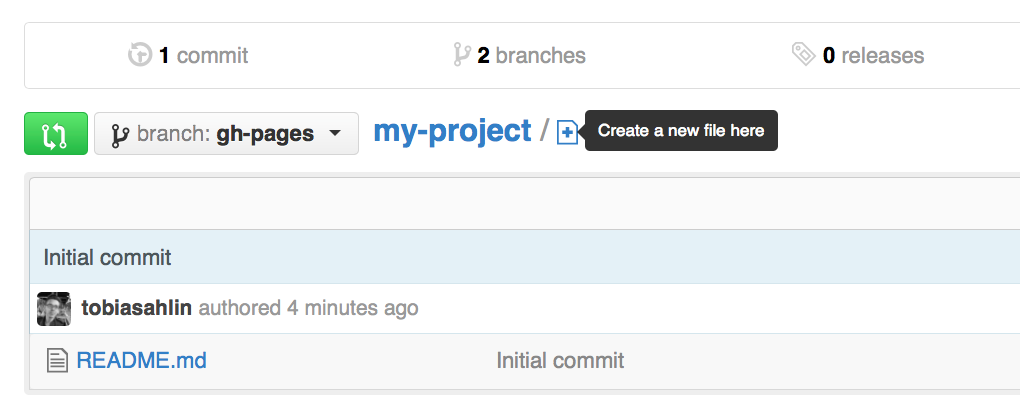 1 commit 2 branches 0 releases
branch: gh-pages my-project / Create a new file here
Initial commit
tobiasahlin authored 4 minutes ago
README.md Initial commit